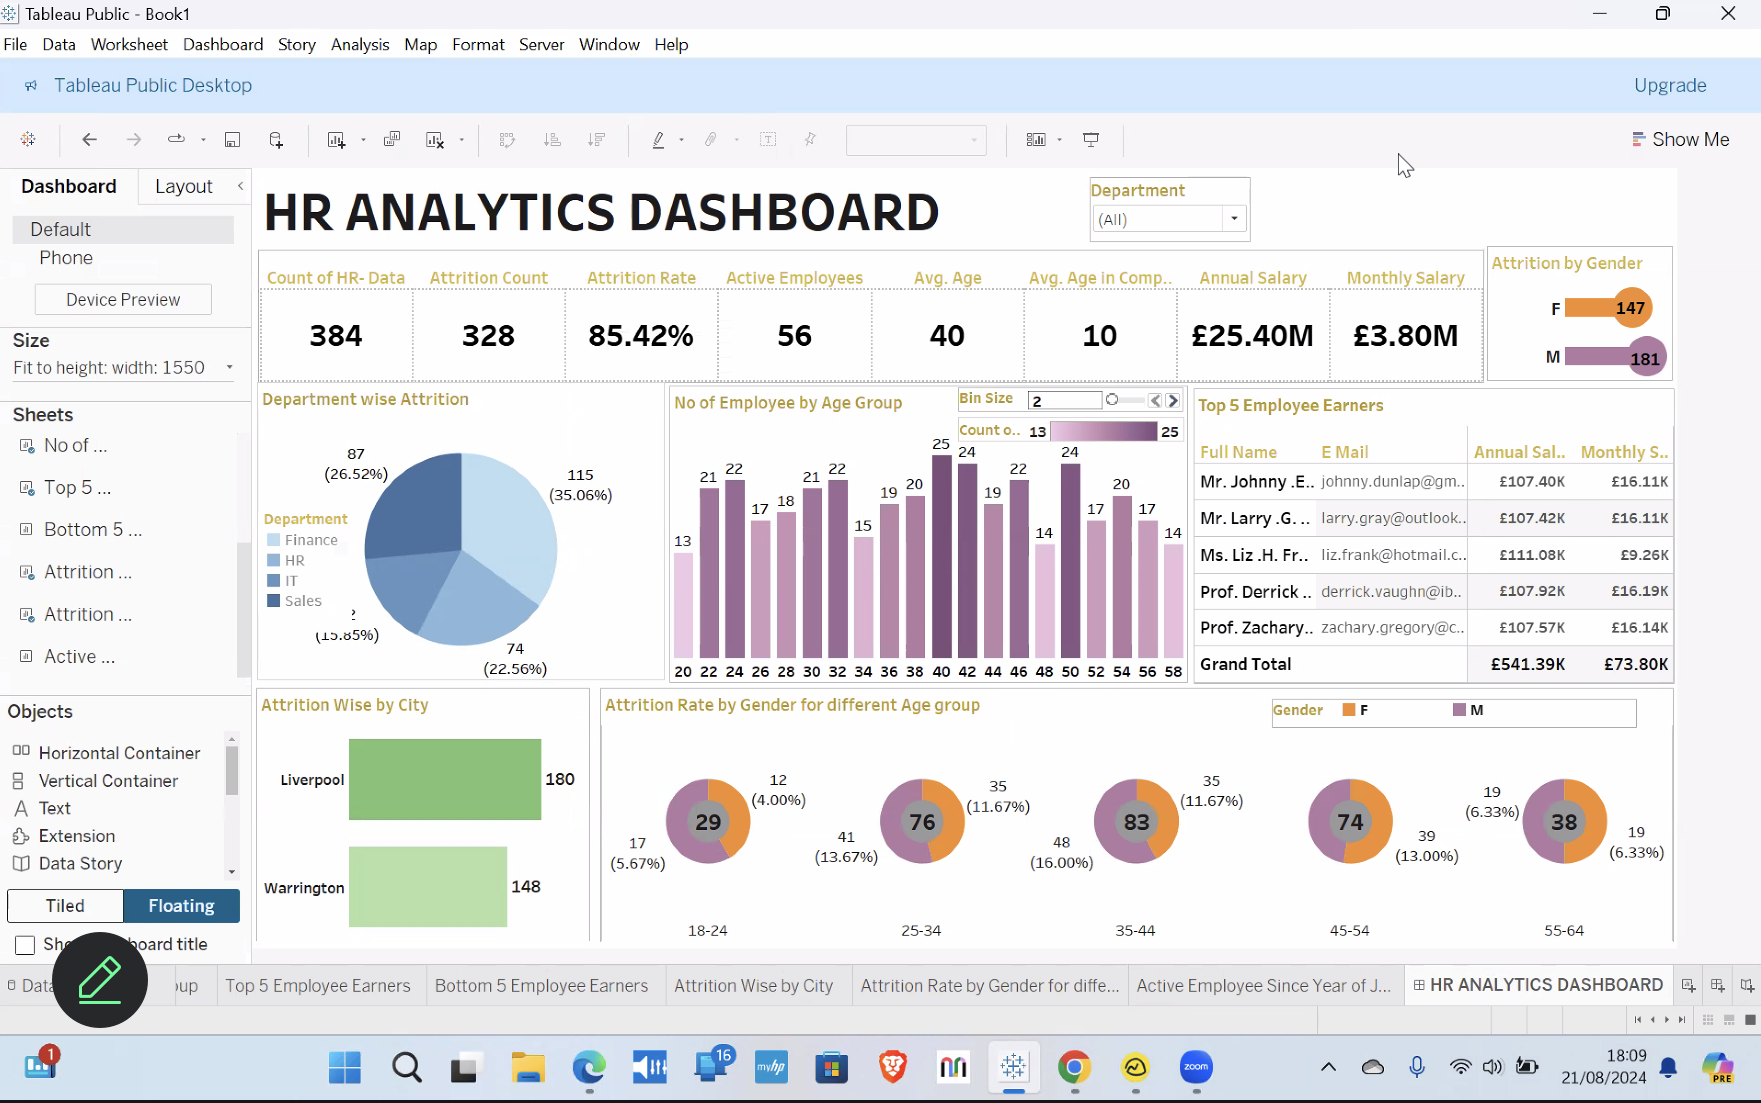 Tableau Public - Book1
File Data Worksheet Dashboard Story Analysis Map Format Server Window Help
Tableau Public Desktop
Upgrade
Show Me
Dashboard Layout
Default
Phone
Device Preview
Size
Fit to height: width: 1550
Sheets
No of ...
Top 5 ...
Bottom 5 ...
Attrition ...
Attrition ...
Active ...
Objects
Horizontal Container
Vertical Container
Text
Extension
Data Story
Tiled Floating
board title
HR ANALYTICS DASHBOARD
Department
(All)
Count of HR- Data Attrition Count Attrition Rate Active Employees Avg. Age Avg. Age in Comp.. Annual Salary Monthly Salary
384 328 85.42% 56 40 10 £25.40M £3.80M
Attrition by Gender
F 147
M 181
Department wise Attrition
87
(26.52%)
115
(35.06%)
Department
Finance
HR
IT
Sales
(15.85%)
74
(22.56%)
No of Employee by Age Group
Bin Size 2
Count o.. 13 25
13 21 22 17 18 21 22 15 19 20 25 24 19 22 14 24 17 20 17 14
20 22 24 26 28 30 32 34 36 38 40 42 44 46 48 50 52 54 56 58
Top 5 Employee Earners
Full Name E Mail Annual Sal.. Monthly S..
Mr. Johnny .E.. johnny.dunlap@gm.. £107.40K £16.11K
Mr. Larry .G. .. larry.gray@outlook.. £107.42K £16.11K
Ms. Liz .H. Fr.. liz.frank@hotmail.c.. £111.08K £9.26K
Prof. Derrick .. derrick.vaughn@ib.. £107.92K £16.19K
Prof. Zachary.. zachary.gregory@c.. £107.57K £16.14K
Grand Total £541.39K £73.80K
Attrition Wise by City
Liverpool 180
Warrington 148
Attrition Rate by Gender for different Age group
Gender F M
29
12
(4.00%)
17
(5.67%)
76
35
(11.67%)
41
(13.67%)
83
35
(11.67%)
48
(16.00%)
74
39
(13.00%)
19
(6.33%)
38
19
(6.33%)
18-24 25-34 35-44 45-54 55-64
Data oup Top 5 Employee Earners Bottom 5 Employee Earners Attrition Wise by City Attrition Rate by Gender for diffe... Active Employee Since Year of J... HR ANALYTICS DASHBOARD
1
16
myhp
zoom
18:09
21/08/2024
PRE